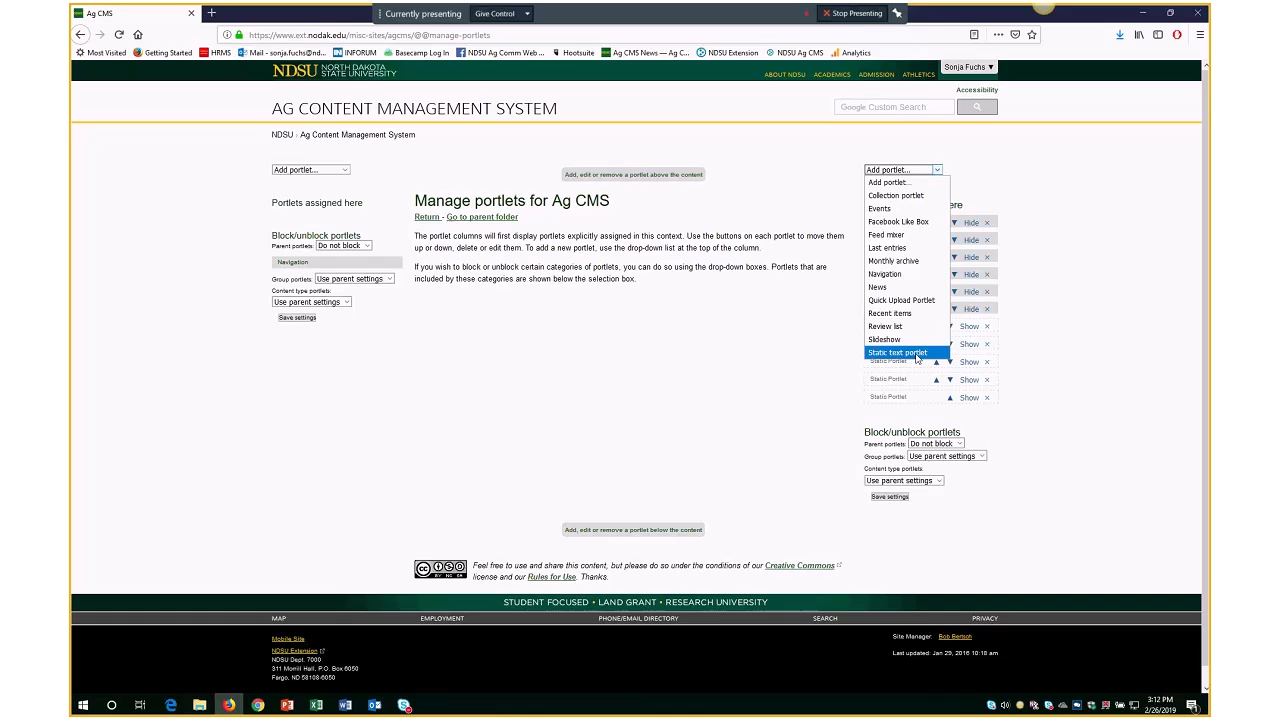 Currently presenting Give Control Stop Presenting
Ag CMS
https://www.ext.nodak.edu/misc-sites/agcms/@@manage-portlets
Most Visited Getting Started HRMS Mail - sonja.fuchs@nd... INFORUM Basecamp Log In NDSU Ag Comm Web ... Hootsuite Ag CMS News — Ag C... NDSU Extension NDSU Ag CMS Analytics
NDSU NORTH DAKOTA
STATE UNIVERSITY
Sonja Fuchs ▼
ABOUT NDSU ACADEMICS ADMISSION ATHLETICS
Accessibility
AG CONTENT MANAGEMENT SYSTEM
Google Custom Search
NDSU › Ag Content Management System
Add portlet...
Portlets assigned here
Block/unblock portlets
Parent portlets: Do not block
Navigation
Group portlets: Use parent settings
Content type portlets:
Use parent settings
Save settings
Add, edit or remove a portlet above the content
Manage portlets for Ag CMS
Return - Go to parent folder
The portlet columns will first display portlets explicitly assigned in this context. Use the buttons on each portlet to move them
up or down, delete or edit them. To add a new portlet, use the drop-down list at the top of the column.
If you wish to block or unblock certain categories of portlets, you can do so using the drop-down boxes. Portlets that are
included by these categories are shown below the selection box.
Add portlet...
Add portlet...
Collection portlet
Events
Facebook Like Box
Feed mixer
Last entries
Monthly archive
Navigation
News
Quick Upload Portlet
Recent items
Review list
Slideshow
Static text portlet
ere
▼ Hide ×
▼ Hide ×
▼ Hide ×
▼ Hide ×
▼ Hide ×
▼ Hide ×
▼ Show ×
▼ Show ×
Static Portlet ▲ ▼ Show ×
Static Portlet ▲ ▼ Show ×
Static Portlet ▲ Show ×
Block/unblock portlets
Parent portlets: Do not block
Group portlets: Use parent settings
Content type portlets:
Use parent settings
Save settings
Add, edit or remove a portlet below the content
Feel free to use and share this content, but please do so under the conditions of our Creative Commons
license and our Rules for Use. Thanks.
STUDENT FOCUSED • LAND GRANT • RESEARCH UNIVERSITY
MAP EMPLOYMENT PHONE/EMAIL DIRECTORY SEARCH PRIVACY
Mobile Site
NDSU Extension
NDSU Dept. 7000
311 Morrill Hall, P.O. Box 6050
Fargo, ND 58108-6050
Site Manager: Bob Bertsch
Last updated: Jan 29, 2016 10:18 am
3:12 PM
2/26/2019